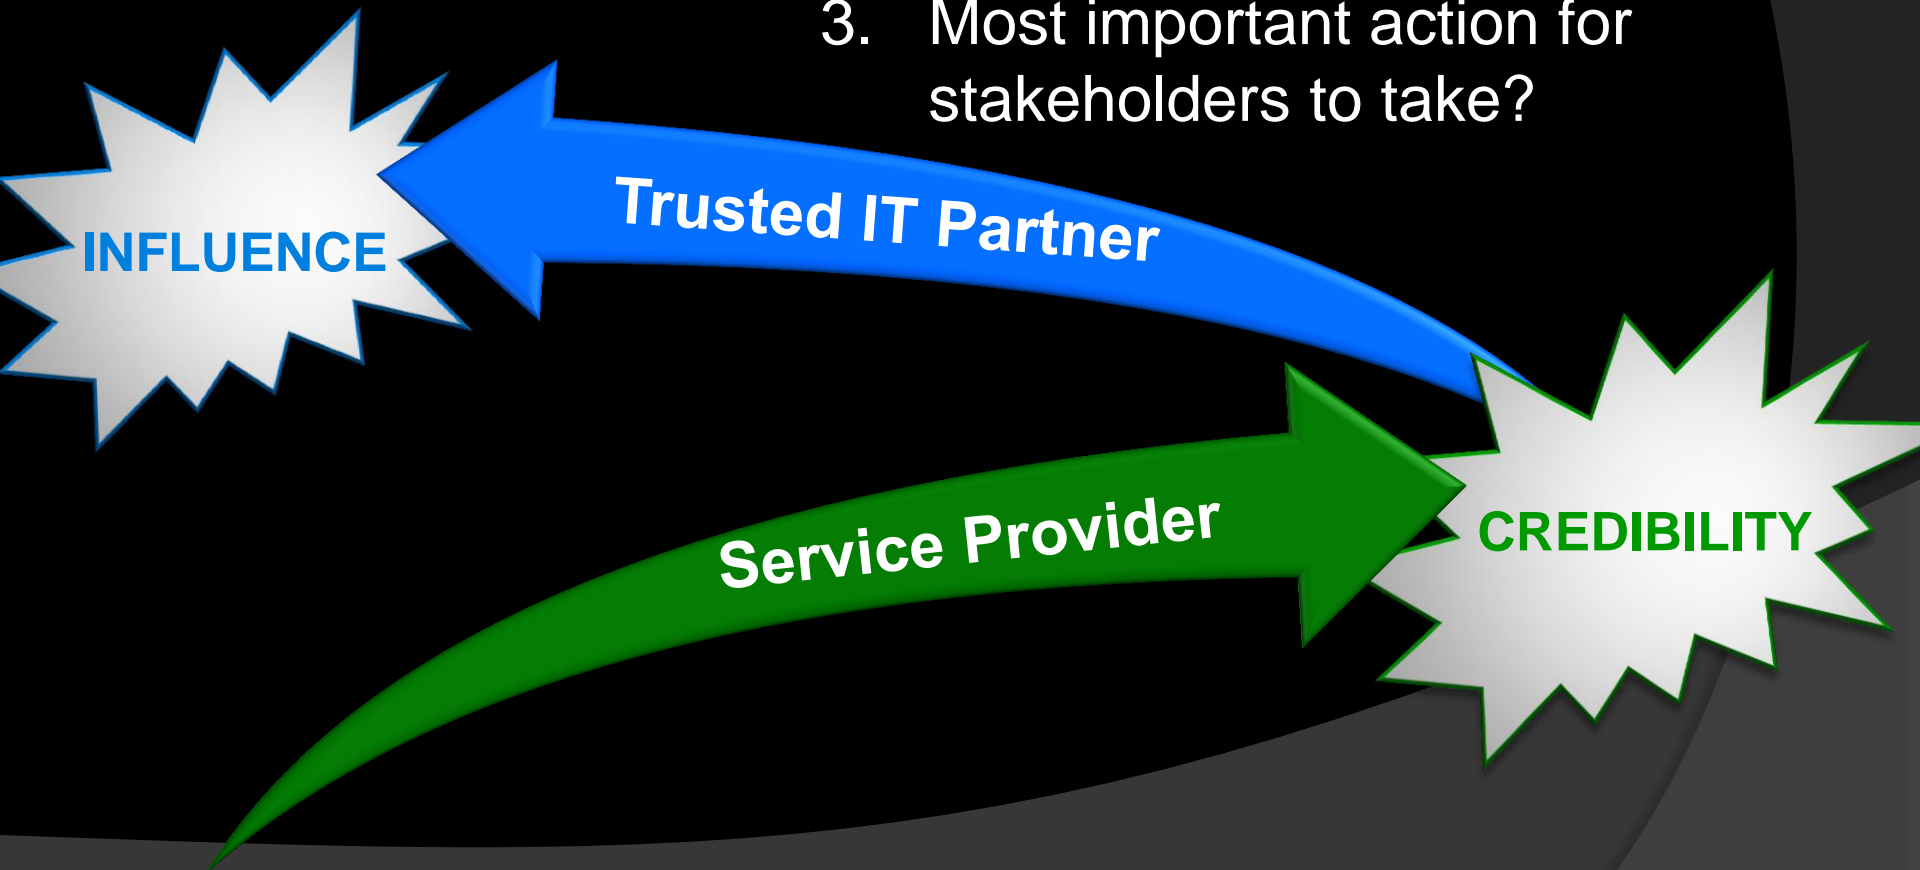 3. Most important action for
stakeholders to take?
Trusted IT Partner
INFLUENCE
Service Provider
CREDIBILITY